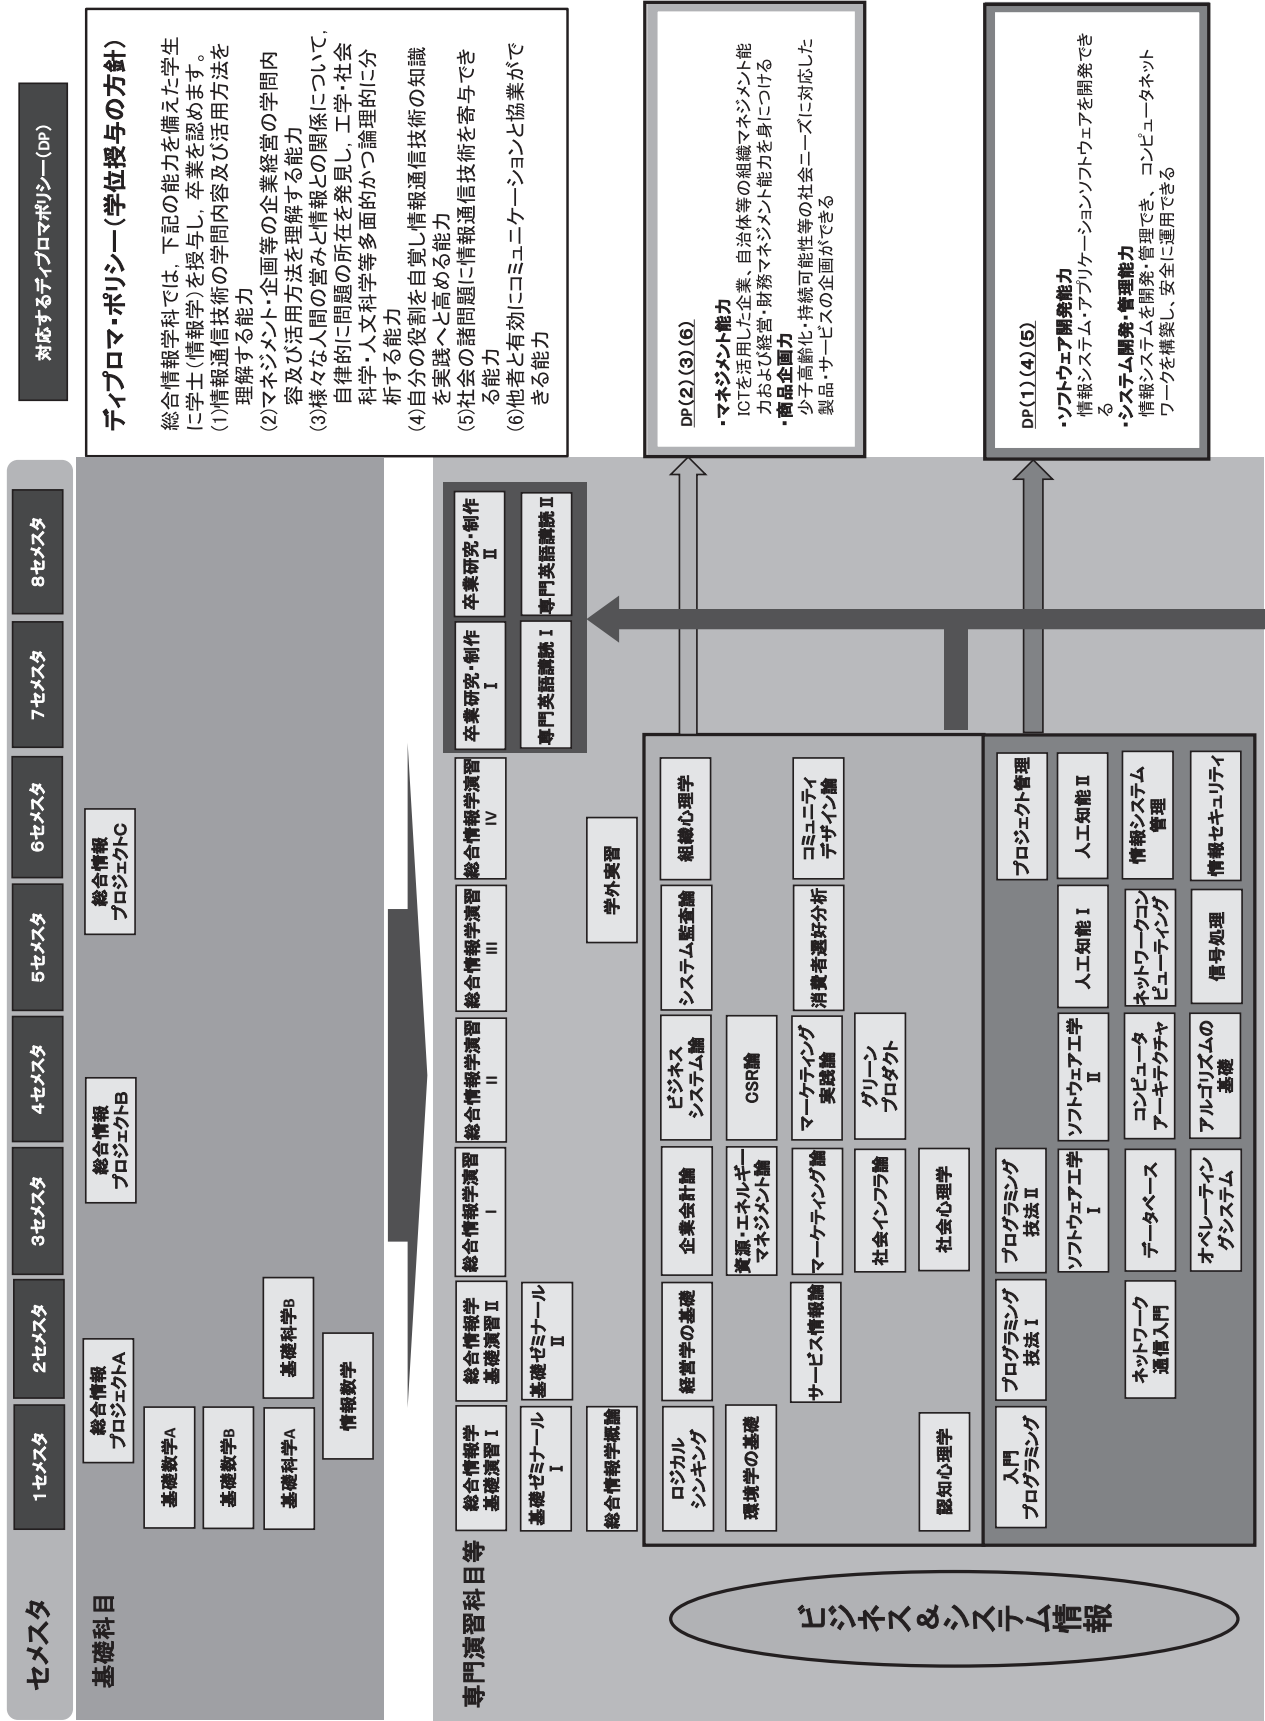 セメスタ
1セメスタ
2セメスタ
3セメスタ
4セメスタ
5セメスタ
6セメスタ
7セメスタ
8セメスタ
対応するディプロマポリシー(DP)
基礎科目
総合情報
プロジェクトA
総合情報
プロジェクトB
総合情報
プロジェクトC
基礎数学A
基礎数学B
基礎科学A
基礎科学B
情報数学
ディプロマ・ポリシー(学位授与の方針)
総合情報学科では，下記の能力を備えた学生
に学士(情報学)を授与し，卒業を認めます。
(1)情報通信技術の学問内容及び活用方法を
理解する能力
(2)マネジメント・企画等の企業経営の学問内
容及び活用方法を理解する能力
(3)様々な人間の営みと情報との関係について，
自律的に問題の所在を発見し，工学・社会
科学・人文科学等多面的かつ論理的に分
析する能力
(4)自分の役割を自覚し情報通信技術の知識
を実践へと高める能力
(5)社会の諸問題に情報通信技術を寄与でき
る能力
(6)他者と有効にコミュニケーションと協業がで
きる能力
専門演習科目等
総合情報学
基礎演習Ⅰ
総合情報学
基礎演習Ⅱ
総合情報学演習
Ⅰ
総合情報学演習
Ⅱ
総合情報学演習
Ⅲ
総合情報学演習
Ⅳ
卒業研究・制作
Ⅰ
卒業研究・制作
Ⅱ
基礎ゼミナール
Ⅰ
基礎ゼミナール
Ⅱ
専門英語講読Ⅰ
専門英語講読Ⅱ
総合情報学概論
学外実習
ビジネス＆システム情報
ロジカル
シンキング
経営学の基礎
企業会計論
ビジネス
システム論
システム監査論
組織心理学
環境学の基礎
資源・エネルギー
マネジメント論
CSR論
サービス情報論
マーケティング論
マーケティング
実践論
消費者選好分析
コミュニティ
デザイン論
社会インフラ論
グリーン
プロダクト
認知心理学
社会心理学
DP(2)(3)(6)
・マネジメント能力
ICTを活用した企業、自治体等の組織マネジメント能
力および経営・財務マネジメント能力を身につける
・商品企画力
少子高齢化・持続可能性等の社会ニーズに対応した
製品・サービスの企画ができる
入門
プログラミング
プログラミング
技法Ⅰ
プログラミング
技法Ⅱ
プロジェクト管理
ソフトウェア工学
Ⅰ
ソフトウェア工学
Ⅱ
人工知能Ⅰ
人工知能Ⅱ
ネットワーク
通信入門
データベース
コンピュータ
アーキテクチャ
ネットワークコン
ピューティング
情報システム
管理
オペレーティン
グシステム
アルゴリズムの
基礎
信号処理
情報セキュリティ
DP(1)(4)(5)
・ソフトウェア開発能力
情報システム・アプリケーションソフトウェアを開発でき
る
・システム開発・管理能力
情報システムを開発・管理でき、コンピュータネット
ワークを構築し、安全に運用できる